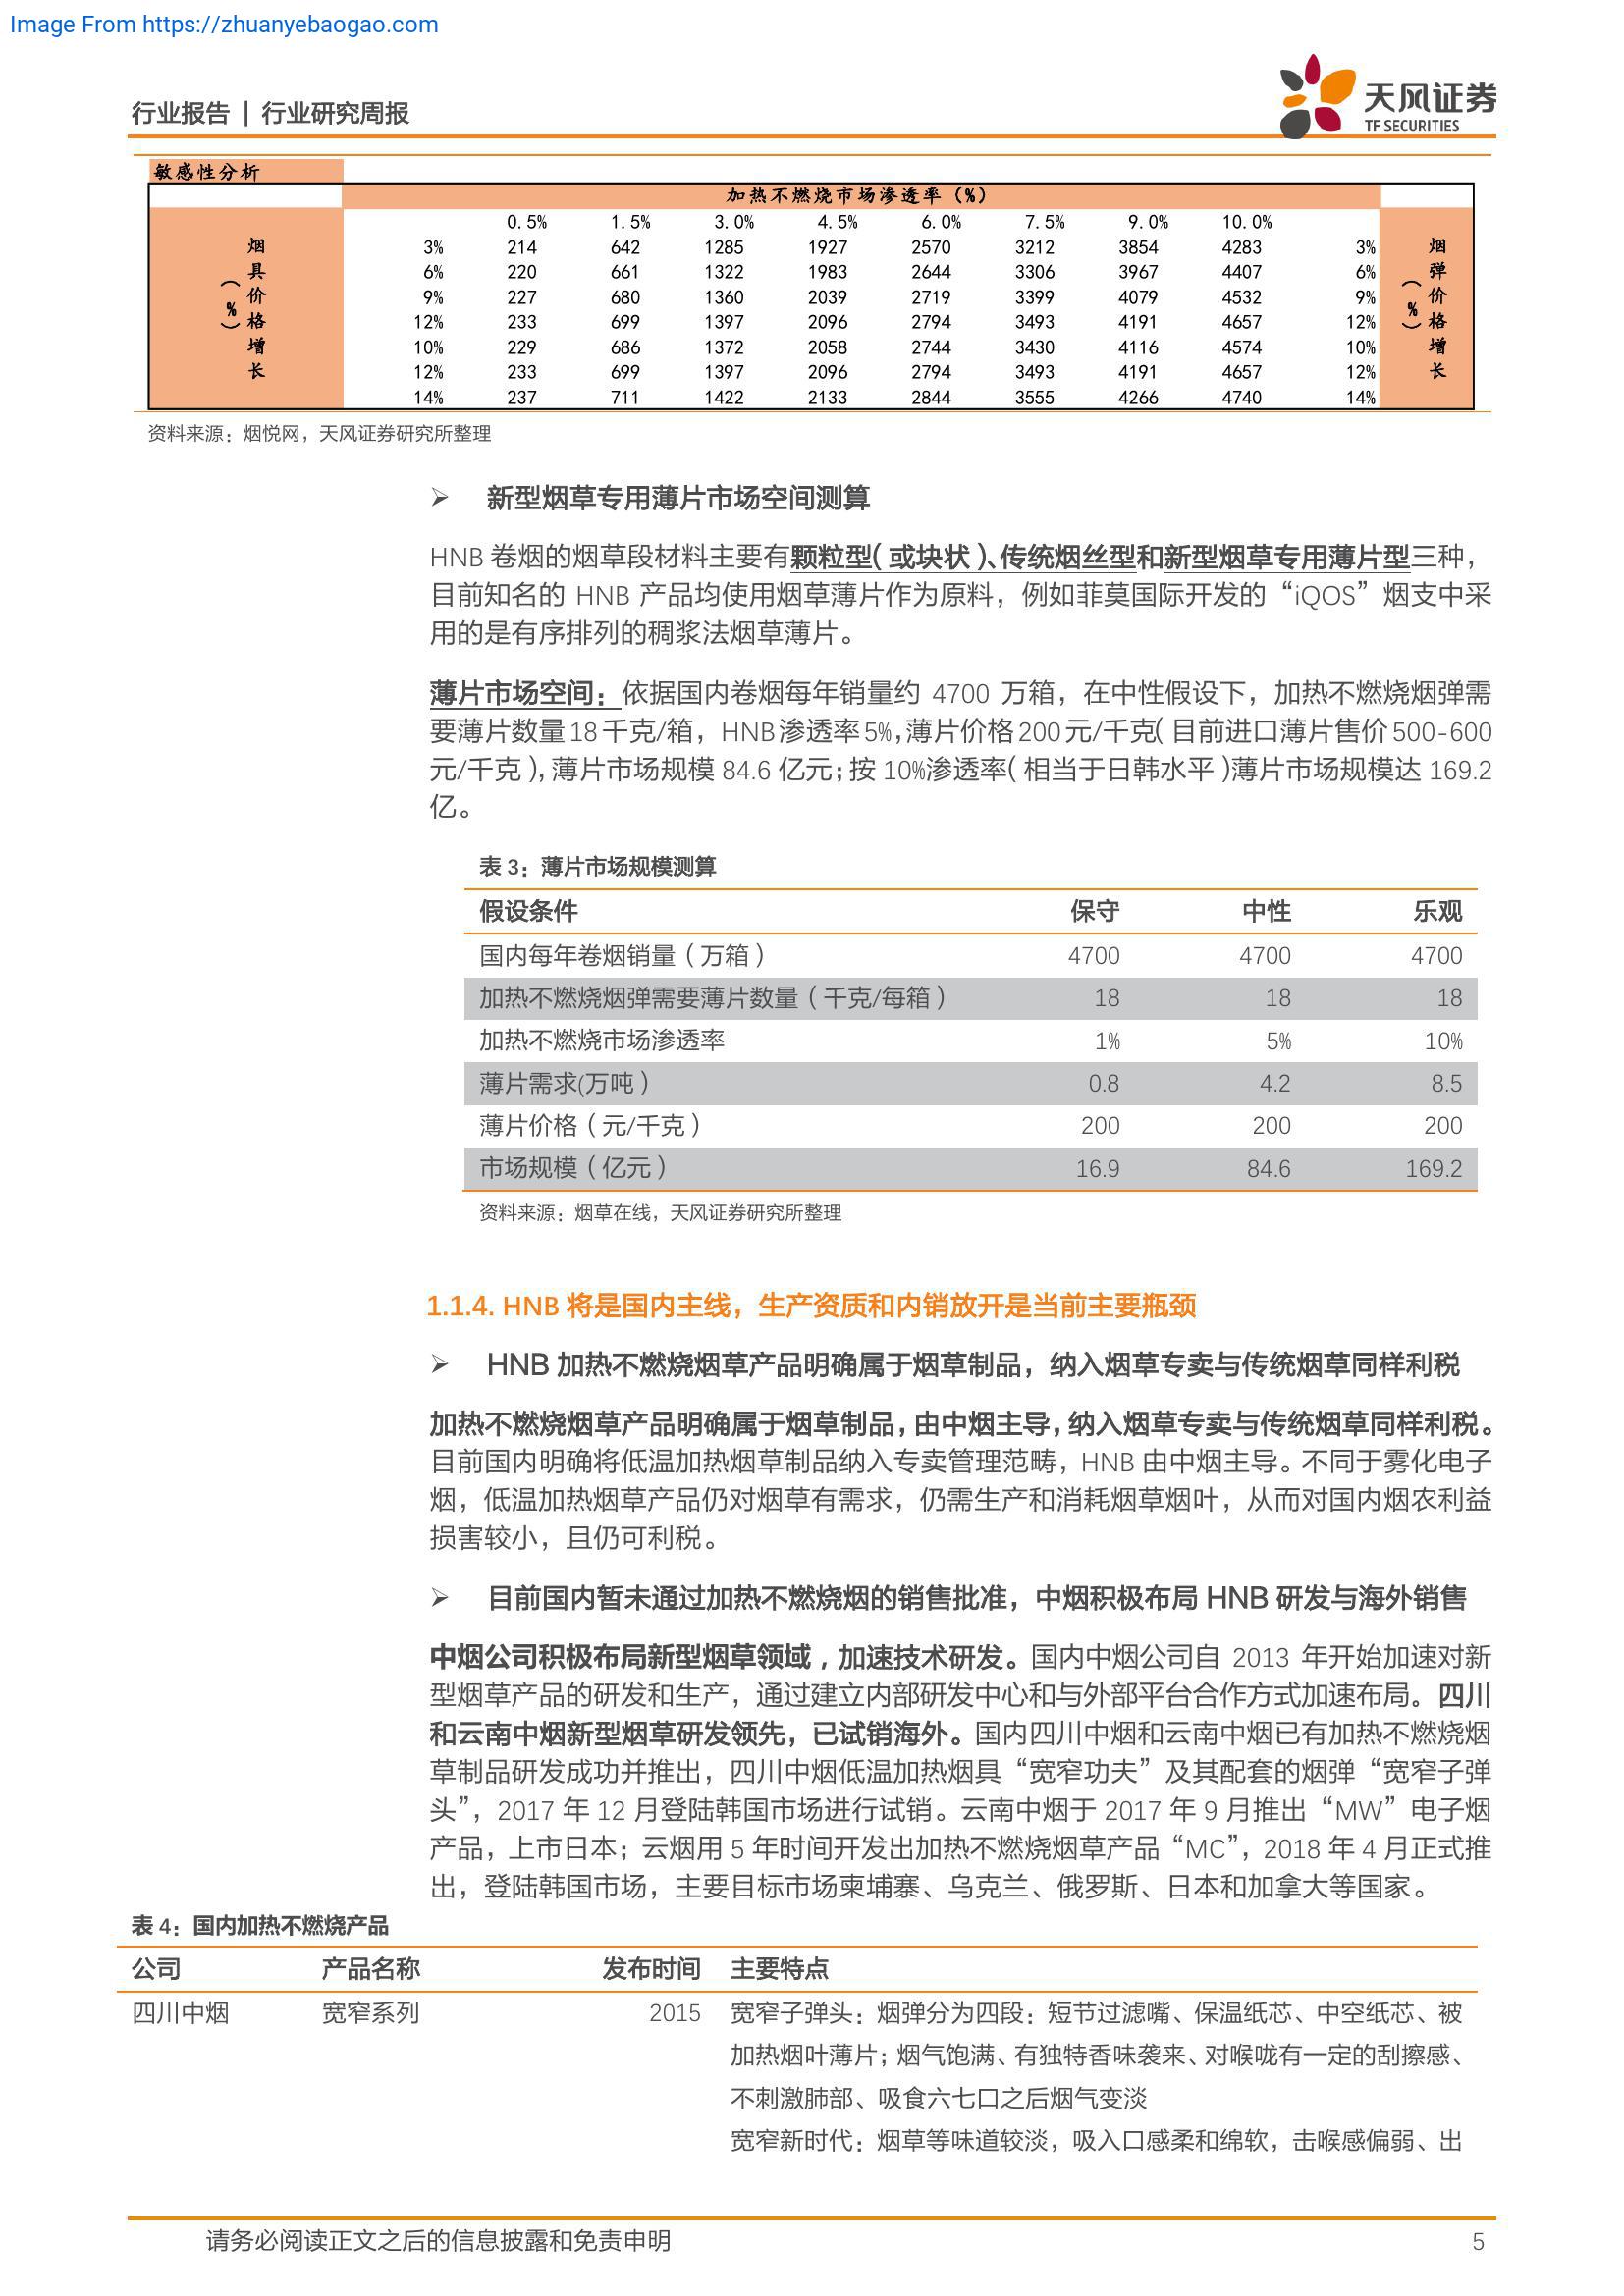 Image From https://zhuanyebaogao.com
行业报告 | 行业研究周报
天风证券
TF SECURITIES
敏感性分析
加热不燃烧市场渗透率（%）
0.5% 1.5% 3.0% 4.5% 6.0% 7.5% 9.0% 10.0%
烟具价格增长（%）
烟弹价格增长（%）
3% 214 642 1285 1927 2570 3212 3854 4283 3%
6% 220 661 1322 1983 2644 3306 3967 4407 6%
9% 227 680 1360 2039 2719 3399 4079 4532 9%
12% 233 699 1397 2096 2794 3493 4191 4657 12%
10% 229 686 1372 2058 2744 3430 4116 4574 10%
12% 233 699 1397 2096 2794 3493 4191 4657 12%
14% 237 711 1422 2133 2844 3555 4266 4740 14%
资料来源：烟悦网，天风证券研究所整理
➢ 新型烟草专用薄片市场空间测算
HNB 卷烟的烟草段材料主要有颗粒型（或块状）、传统烟丝型和新型烟草专用薄片型三种，
目前知名的 HNB 产品均使用烟草薄片作为原料，例如菲莫国际开发的“iQOS”烟支中采
用的是有序排列的稠浆法烟草薄片。
薄片市场空间：依据国内卷烟每年销量约 4700 万箱，在中性假设下，加热不燃烧烟弹需
要薄片数量 18 千克/箱，HNB 渗透率 5%，薄片价格 200 元/千克（目前进口薄片售价 500-600
元/千克），薄片市场规模 84.6 亿元；按 10%渗透率（相当于日韩水平）薄片市场规模达 169.2
亿。
表 3：薄片市场规模测算
假设条件 保守 中性 乐观
国内每年卷烟销量（万箱） 4700 4700 4700
加热不燃烧烟弹需要薄片数量（千克/每箱） 18 18 18
加热不燃烧市场渗透率 1% 5% 10%
薄片需求(万吨） 0.8 4.2 8.5
薄片价格（元/千克） 200 200 200
市场规模（亿元） 16.9 84.6 169.2
资料来源：烟草在线，天风证券研究所整理
1.1.4. HNB 将是国内主线，生产资质和内销放开是当前主要瓶颈
➢ HNB 加热不燃烧烟草产品明确属于烟草制品，纳入烟草专卖与传统烟草同样利税
加热不燃烧烟草产品明确属于烟草制品，由中烟主导，纳入烟草专卖与传统烟草同样利税。
目前国内明确将低温加热烟草制品纳入专卖管理范畴，HNB 由中烟主导。不同于雾化电子
烟，低温加热烟草产品仍对烟草有需求，仍需生产和消耗烟草烟叶，从而对国内烟农利益
损害较小，且仍可利税。
➢ 目前国内暂未通过加热不燃烧烟的销售批准，中烟积极布局 HNB 研发与海外销售
中烟公司积极布局新型烟草领域，加速技术研发。国内中烟公司自 2013 年开始加速对新
型烟草产品的研发和生产，通过建立内部研发中心和与外部平台合作方式加速布局。四川
和云南中烟新型烟草研发领先，已试销海外。国内四川中烟和云南中烟已有加热不燃烧烟
草制品研发成功并推出，四川中烟低温加热烟具“宽窄功夫”及其配套的烟弹“宽窄子弹
头”，2017 年 12 月登陆韩国市场进行试销。云南中烟于 2017 年 9 月推出“MW”电子烟
产品，上市日本；云烟用 5 年时间开发出加热不燃烧烟草产品“MC”，2018 年 4 月正式推
出，登陆韩国市场，主要目标市场柬埔寨、乌克兰、俄罗斯、日本和加拿大等国家。
表 4：国内加热不燃烧产品
公司 产品名称 发布时间 主要特点
四川中烟 宽窄系列 2015 宽窄子弹头：烟弹分为四段：短节过滤嘴、保温纸芯、中空纸芯、被
加热烟叶薄片；烟气饱满、有独特香味袭来、对喉咙有一定的刮擦感、
不刺激肺部、吸食六七口之后烟气变淡
宽窄新时代：烟草等味道较淡，吸入口感柔和绵软，击喉感偏弱、出
请务必阅读正文之后的信息披露和免责申明 5